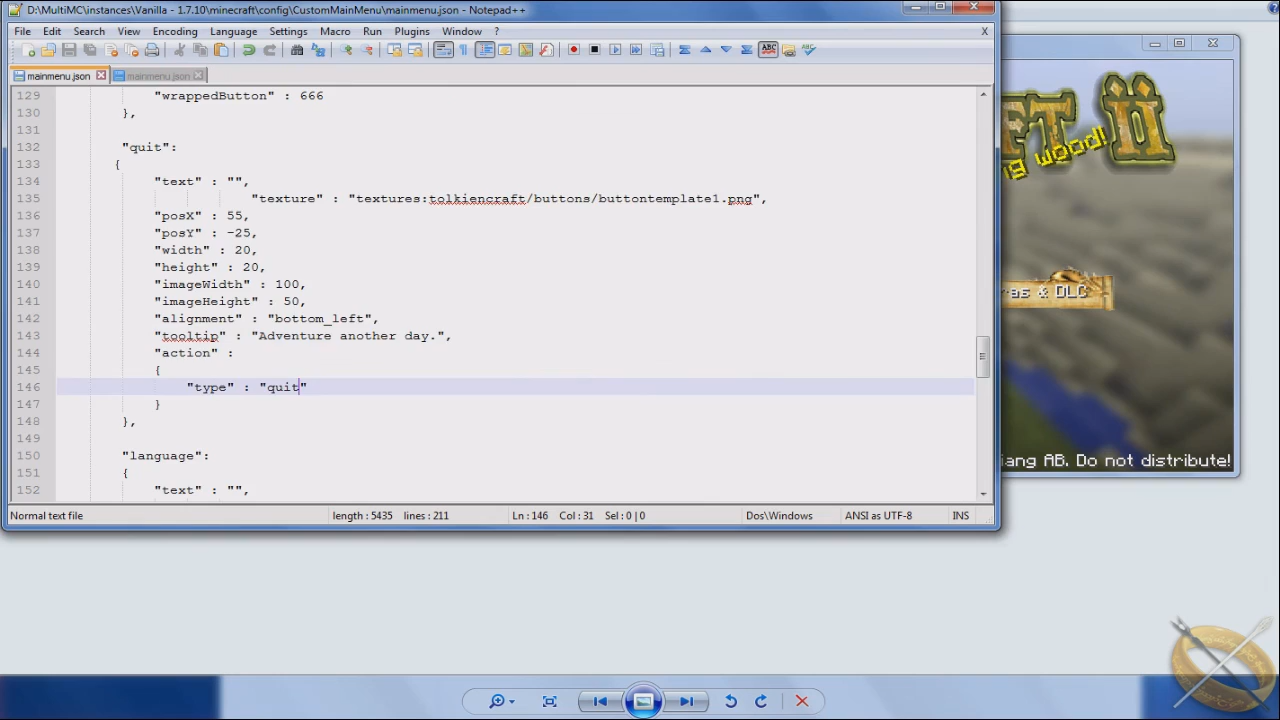 D:\MultiMC\instances\Vanilla - 1.7.10\minecraft\config\CustomMainMenu\mainmenu.json - Notepad++
File Edit Search View Encoding Language Settings Macro Run Plugins Window ? X
mainmenu.json mainmenu.json
129 "wrappedButton" : 666
130 },
131
132 "quit":
133 {
134 "text" : "",
135 "texture" : "textures:tolkiencraft/buttons/buttontemplate1.png",
136 "posX" : 55,
137 "posY" : -25,
138 "width" : 20,
139 "height" : 20,
140 "imageWidth" : 100,
141 "imageHeight" : 50,
142 "alignment" : "bottom_left",
143 "tooltip" : "Adventure another day.",
144 "action" :
145 {
146 "type" : "quit"
147 }
148 },
149
150 "language":
151 {
152 "text" : "",
Normal text file length : 5435 lines : 211 Ln : 146 Col : 31 Sel : 0 | 0 Dos\Windows ANSI as UTF-8 INS
FT ii
ng wood!
ras & DLC
jang AB. Do not distribute!